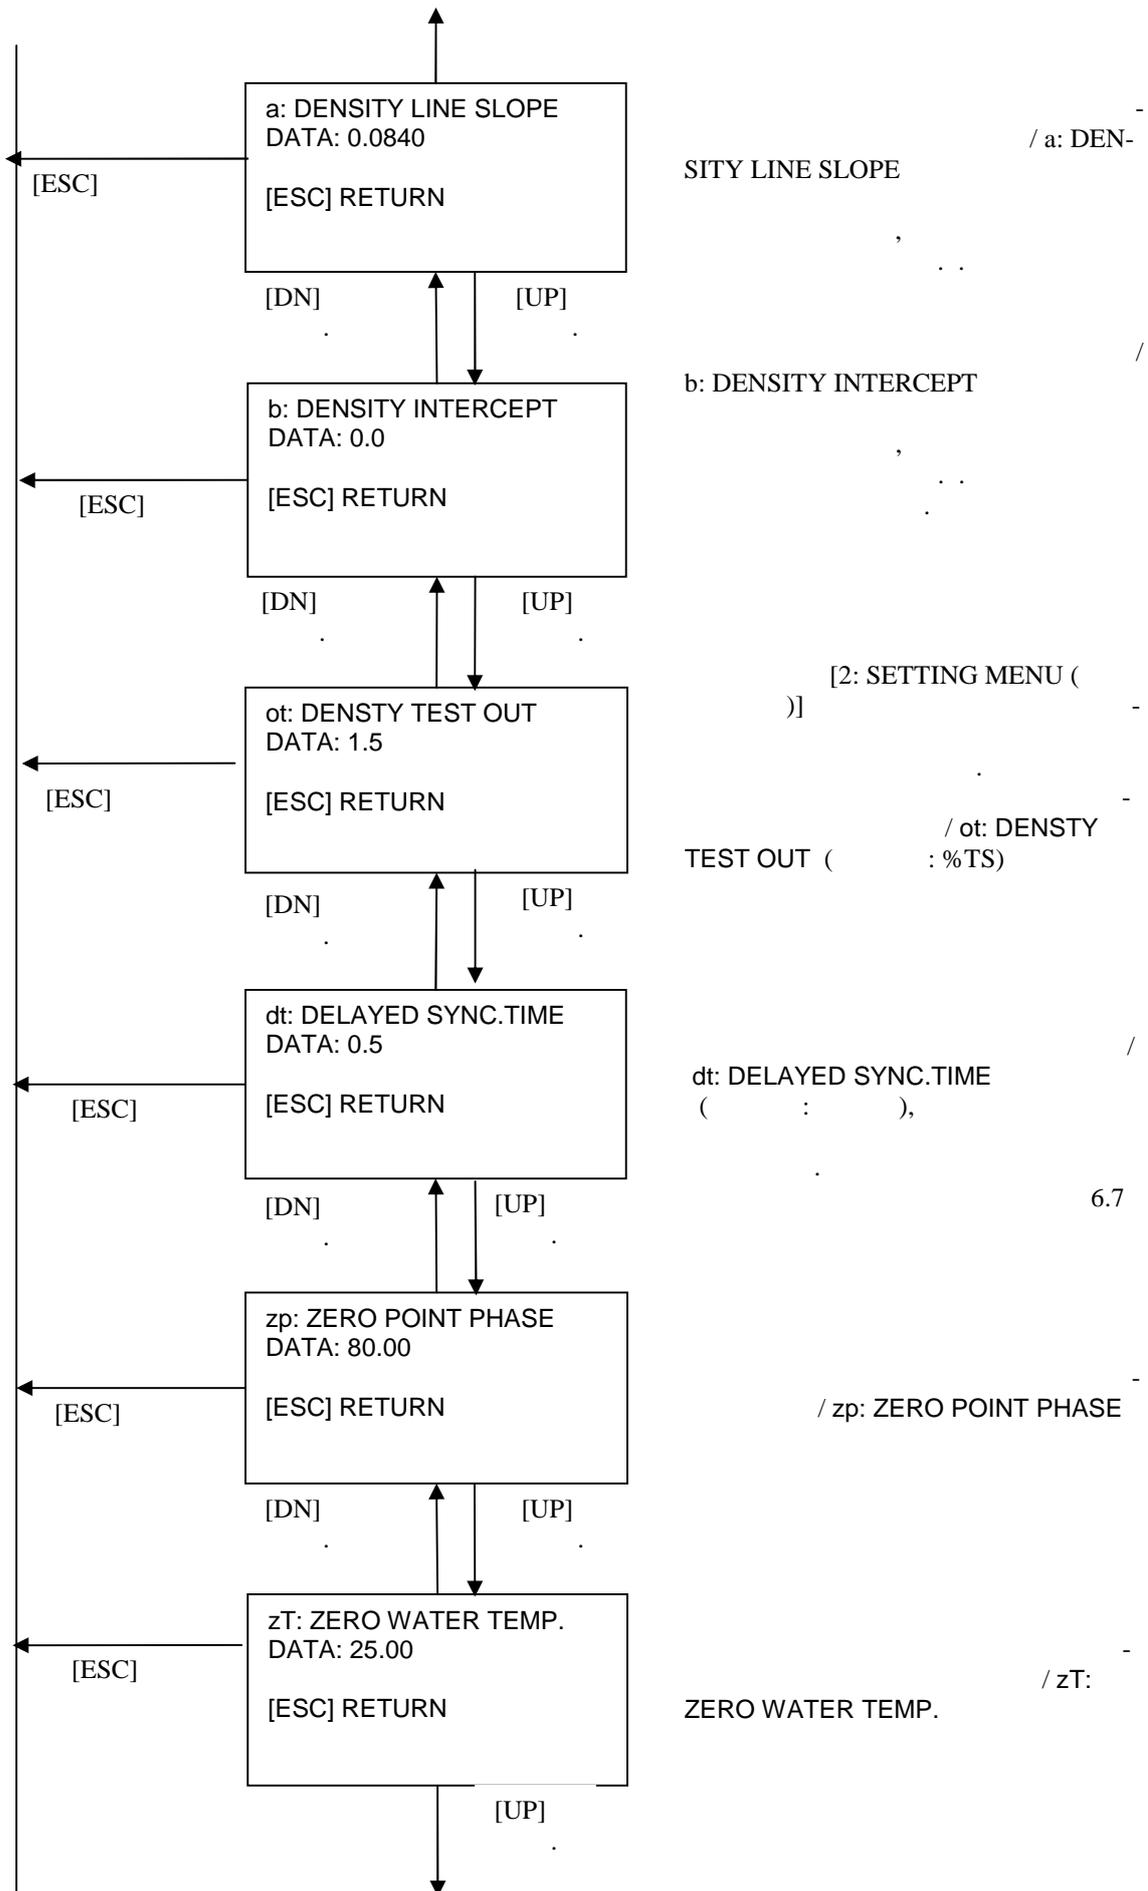 a: DENSITY LINE SLOPE
DATA: 0.0840
[ESC] RETURN
[ESC]
-
/ a: DEN-
SITY LINE SLOPE
,
. .
[DN]
.
[UP]
.
b: DENSITY INTERCEPT
DATA: 0.0
[ESC] RETURN
[ESC]
/
b: DENSITY INTERCEPT
,
. .
.
[DN]
.
[UP]
.
ot: DENSTY TEST OUT
DATA: 1.5
[ESC] RETURN
[ESC]
[2: SETTING MENU (
)] -
.
-
/ ot: DENSTY
TEST OUT ( : %TS)
[DN]
.
[UP]
.
dt: DELAYED SYNC.TIME
DATA: 0.5
[ESC] RETURN
[ESC]
/
dt: DELAYED SYNC.TIME
( : ),
.
6.7
[DN]
.
[UP]
.
zp: ZERO POINT PHASE
DATA: 80.00
[ESC] RETURN
[ESC]
-
/ zp: ZERO POINT PHASE
[DN]
.
[UP]
.
zT: ZERO WATER TEMP.
DATA: 25.00
[ESC] RETURN
[ESC]
-
/ zT:
ZERO WATER TEMP.
[UP]
.